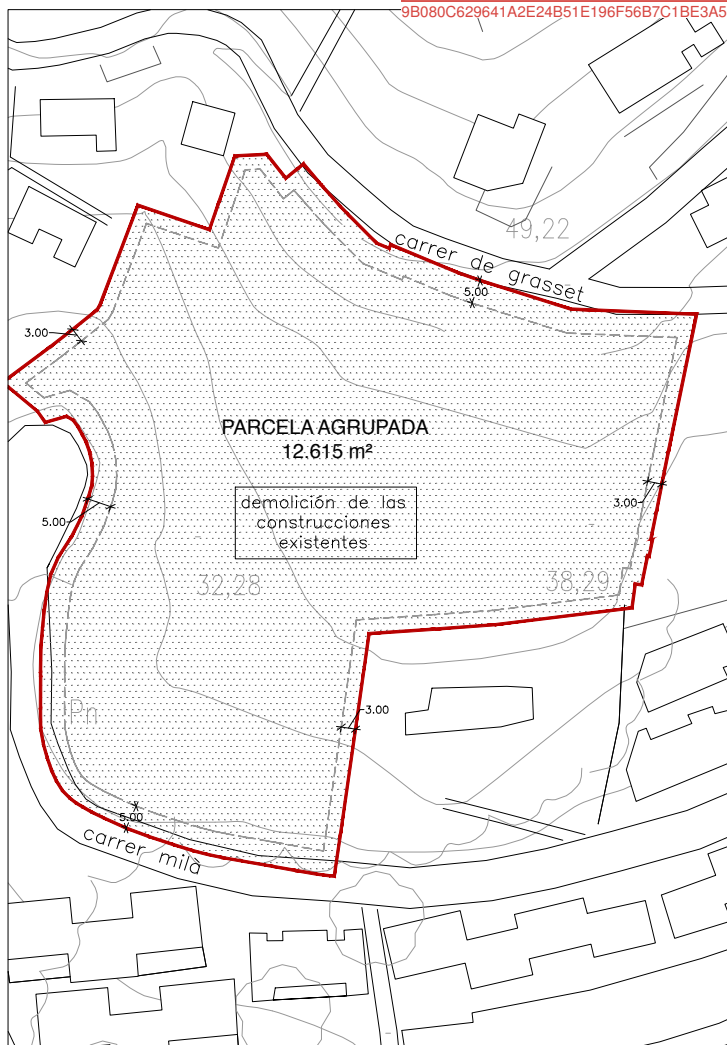 9B080C629641A2E24B51E196F56B7C1BE3A5
49,22
carrer de grasset
5.00
3.00
PARCELA AGRUPADA
12.615 m²
demolición de las
construcciones
existentes
3.00
5.00
32,28
38,29
Pn
3.00
5.00
carrer milà